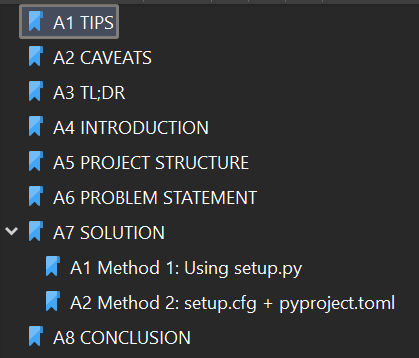 A1 TIPS
A2 CAVEATS
A3 TL;DR
A4 INTRODUCTION
A5 PROJECT STRUCTURE
A6 PROBLEM STATEMENT
A7 SOLUTION
A1 Method 1: Using setup.py
A2 Method 2: setup.cfg + pyproject.toml
A8 CONCLUSION